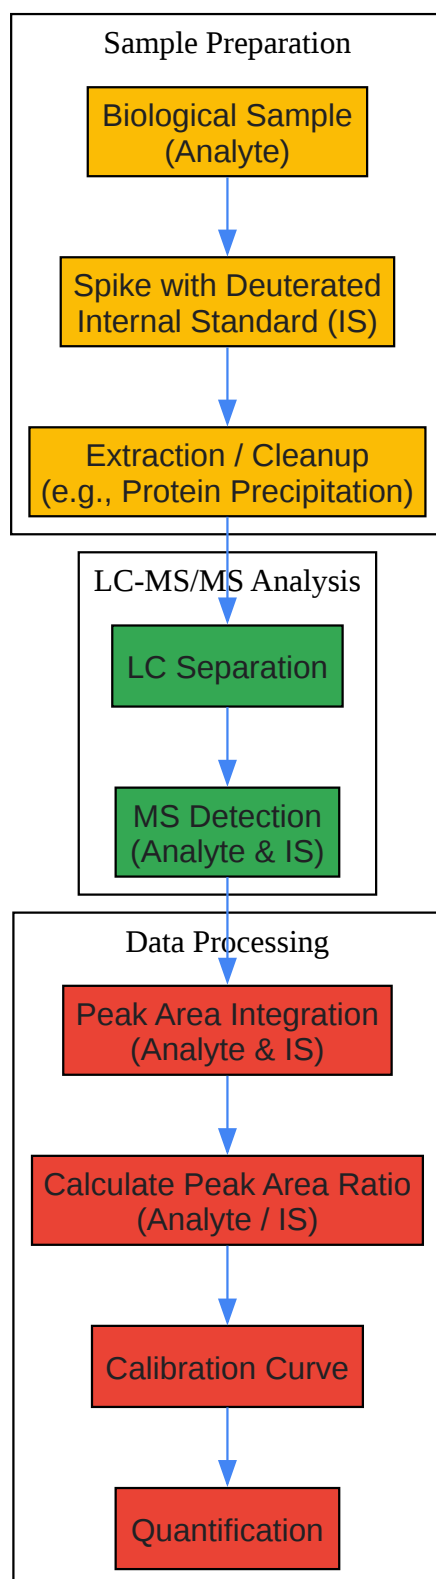 Sample Preparation
Biological Sample
(Analyte)
Spike with Deuterated
Internal Standard (IS)
Extraction / Cleanup
(e.g., Protein Precipitation)
LC-MS/MS Analysis
LC Separation
MS Detection
(Analyte & IS)
Data Processing
Peak Area Integration
(Analyte & IS)
Calculate Peak Area Ratio
(Analyte / IS)
Calibration Curve
Quantification